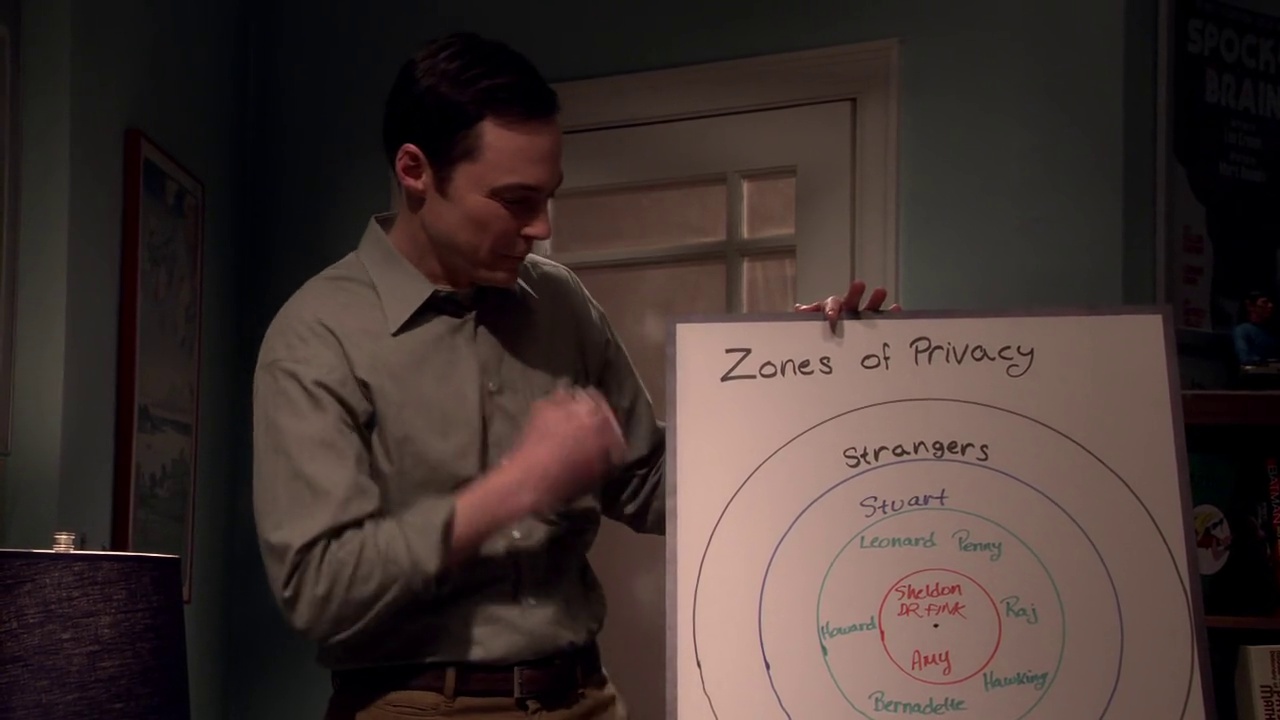 SPOCK
BRAIN
Zones of Privacy
Strangers
Stuart
Leonard Penny
Sheldon
DR.FINK
Raj
Howard
Amy
Hawking
Bernadette